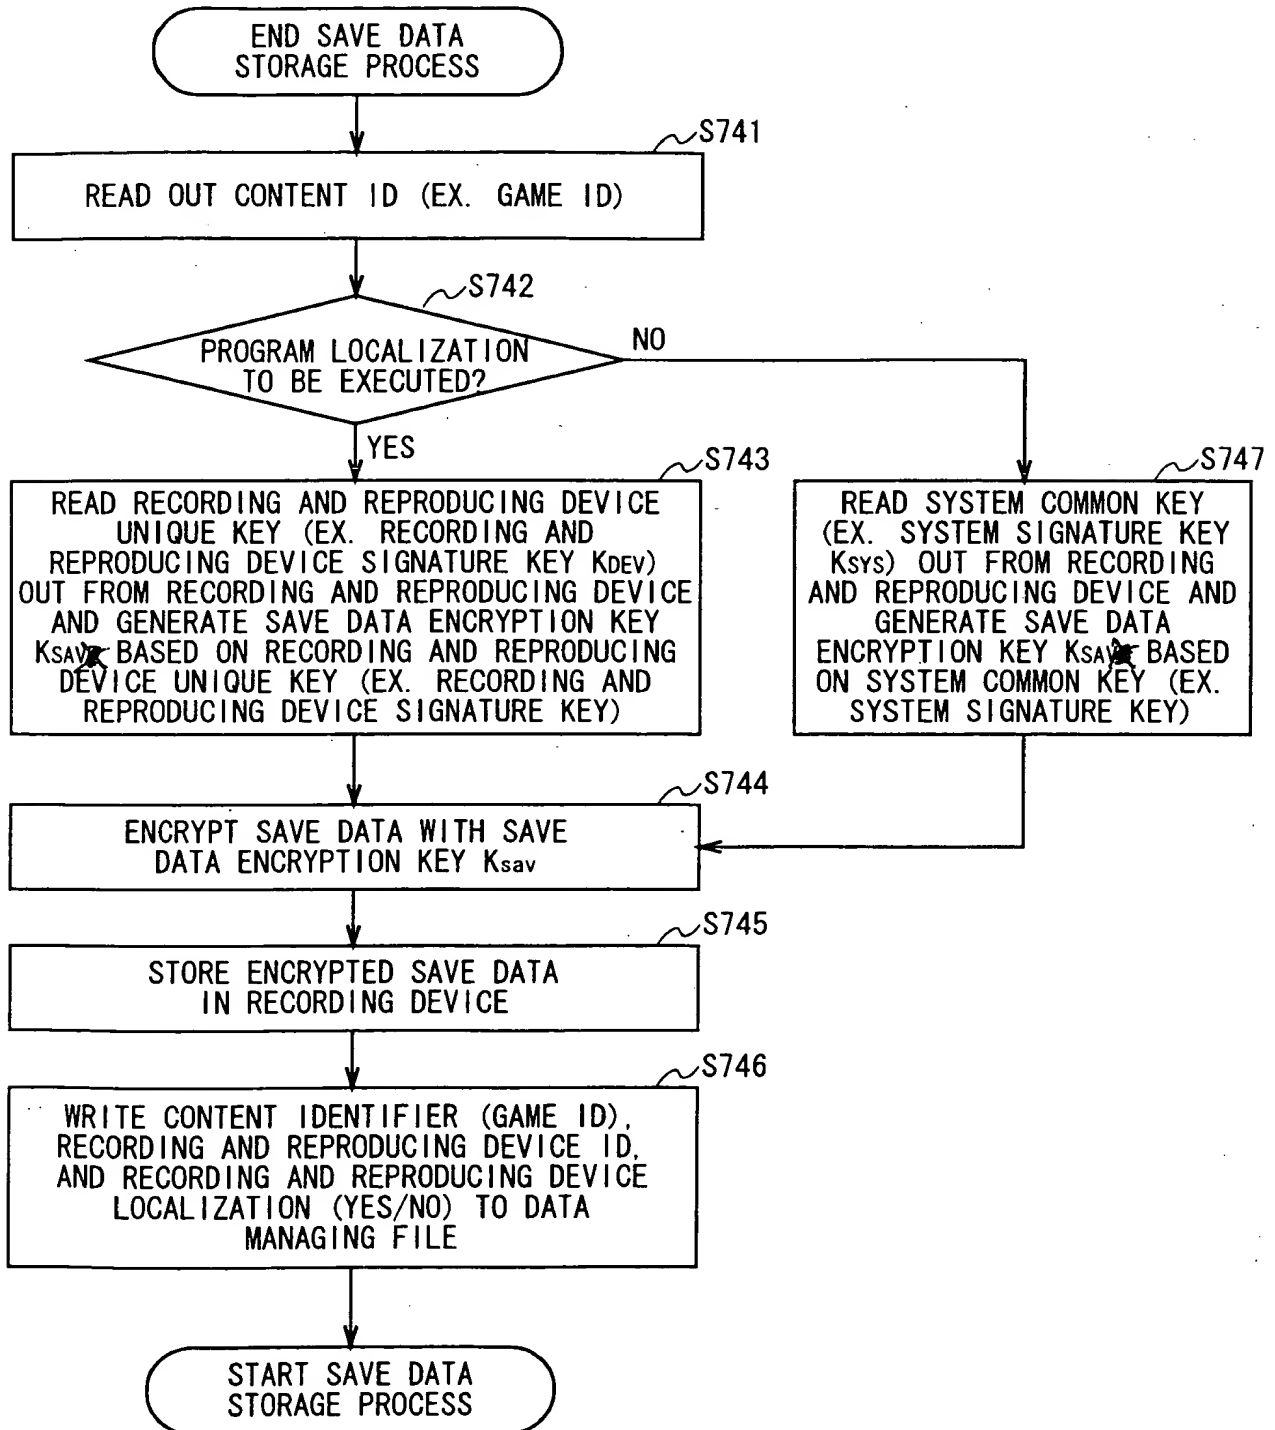 END SAVE DATA
STORAGE PROCESS
S741
READ OUT CONTENT ID (EX. GAME ID)
S742
PROGRAM LOCALIZATION
TO BE EXECUTED?
NO
YES
S743
READ RECORDING AND REPRODUCING DEVICE
UNIQUE KEY (EX. RECORDING AND
REPRODUCING DEVICE SIGNATURE KEY KDEV)
OUT FROM RECORDING AND REPRODUCING DEVICE
AND GENERATE SAVE DATA ENCRYPTION KEY
KSAV BASED ON RECORDING AND REPRODUCING
DEVICE UNIQUE KEY (EX. RECORDING AND
REPRODUCING DEVICE SIGNATURE KEY)
S747
READ SYSTEM COMMON KEY
(EX. SYSTEM SIGNATURE KEY
KSYS) OUT FROM RECORDING
AND REPRODUCING DEVICE AND
GENERATE SAVE DATA
ENCRYPTION KEY BASED
ON SYSTEM COMMON KEY (EX.
SYSTEM SIGNATURE KEY)
S744
ENCRYPT SAVE DATA WITH SAVE
DATA ENCRYPTION KEY Ksav
S745
STORE ENCRYPTED SAVE DATA
IN RECORDING DEVICE
S746
WRITE CONTENT IDENTIFIER (GAME ID),
RECORDING AND REPRODUCING DEVICE ID,
AND RECORDING AND REPRODUCING DEVICE
LOCALIZATION (YES/NO) TO DATA
MANAGING FILE
START SAVE DATA
STORAGE PROCESS